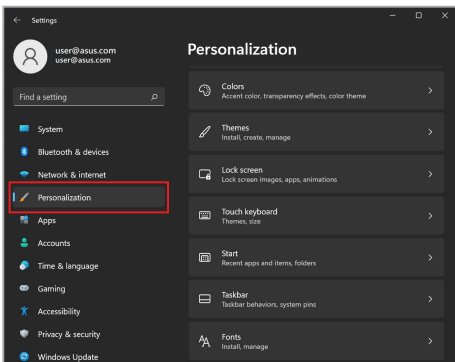 Settings
user@asus.com
user@asus.com
Find a setting
System
Bluetooth & devices
Network & internet
Personalization
Apps
Accounts
Time & language
Gaming
Accessibility
Privacy & security
Windows Update
Personalization
Colors
Accent color, transparency effects, color theme
Themes
Install, create, manage
Lock screen
Lock screen images, apps, animations
Touch keyboard
Themes, size
Start
Recent apps and items, folders
Taskbar
Taskbar behaviors, system pins
Fonts
Install, manage